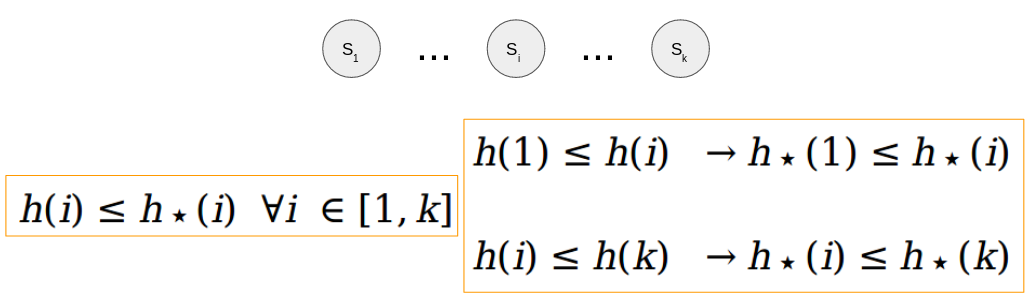 S₁ ... Sᵢ ... Sₖ
h(1) ≤ h(i) → h⋆(1) ≤ h⋆(i)
h(i) ≤ h⋆(i) ∀i ∈ [1, k]
h(i) ≤ h(k) → h⋆(i) ≤ h⋆(k)